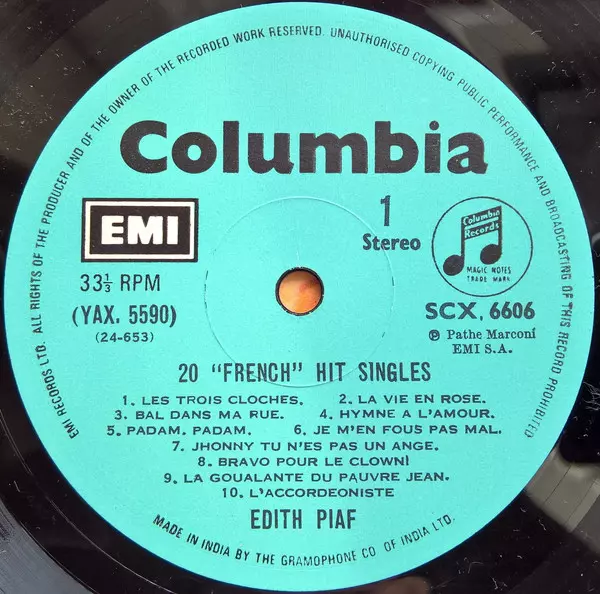 EMI RECORDS LTD. ALL RIGHTS OF THE PRODUCER AND OF THE OWNER OF THE RECORDED WORK RESERVED. UNAUTHORISED COPYING PUBLIC PERFORMANCE AND BROADCASTING OF THIS RECORD PROHIBITED
Columbia
EMI
1
Stereo
Columbia
Records
MAGIC NOTES
TRADE MARK
33⅓ RPM
(YAX. 5590)
(24-653)
SCX, 6606
℗ Pathe Marconi
EMI S.A.
20 “FRENCH” HIT SINGLES
1. LES TROIS CLOCHES. 2. LA VIE EN ROSE.
3. BAL DANS MA RUE. 4. HYMNE A L'AMOUR.
5. PADAM. PADAM. 6. JE M'EN FOUS PAS MAL.
7. JHONNY TU N'ES PAS UN ANGE.
8. BRAVO POUR LE CLOWNÌ
9. LA GOUALANTE DU PAUVRE JEAN.
10. L'ACCORDEONISTE
EDITH PIAF
MADE IN INDIA BY THE GRAMOPHONE CO OF INDIA LTD.